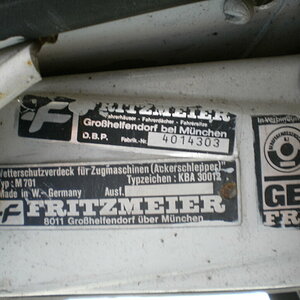 FRITZMEIER
Fahrerhäuser · Fahrerdächer · Fahrersitze
Großhelfendorf bei München
D.B.P. Fabrik-Nr. 4014303
Wetterschutzverdeck für Zugmaschinen (Ackerschlepper)
Typ: M 701 Typzeichen: KBA 30012
Made in W.-Germany Ausf.
FRITZMEIER
8011 Großhelfendorf über München
GE
FR